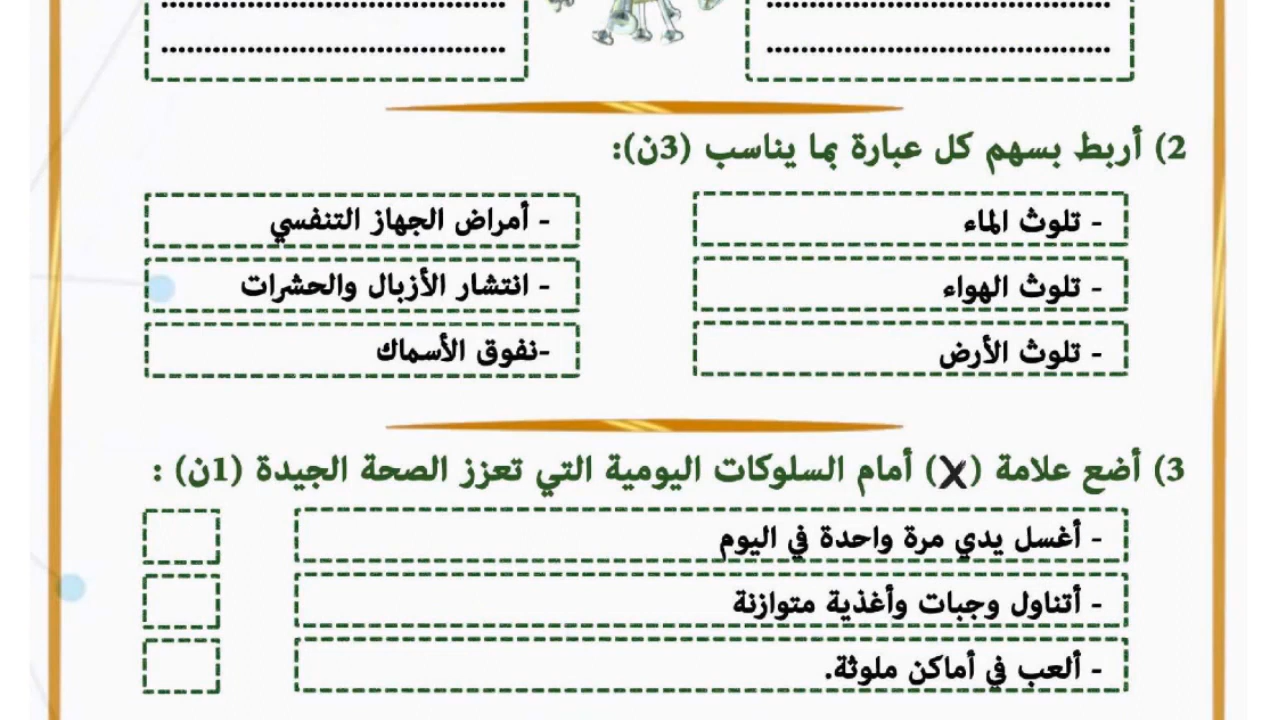 2) أربط بسهم كل عبارة بما يناسب (3ن):
- تلوث الماء
- أمراض الجهاز التنفسي
- تلوث الهواء
- انتشار الأزبال والحشرات
- تلوث الأرض
-نفوق الأسماك
3) أضع علامة (X) أمام السلوكات اليومية التي تعزز الصحة الجيدة (1ن) :
- أغسل يدي مرة واحدة في اليوم
- أتناول وجبات وأغذية متوازنة
- ألعب في أماكن ملوثة.